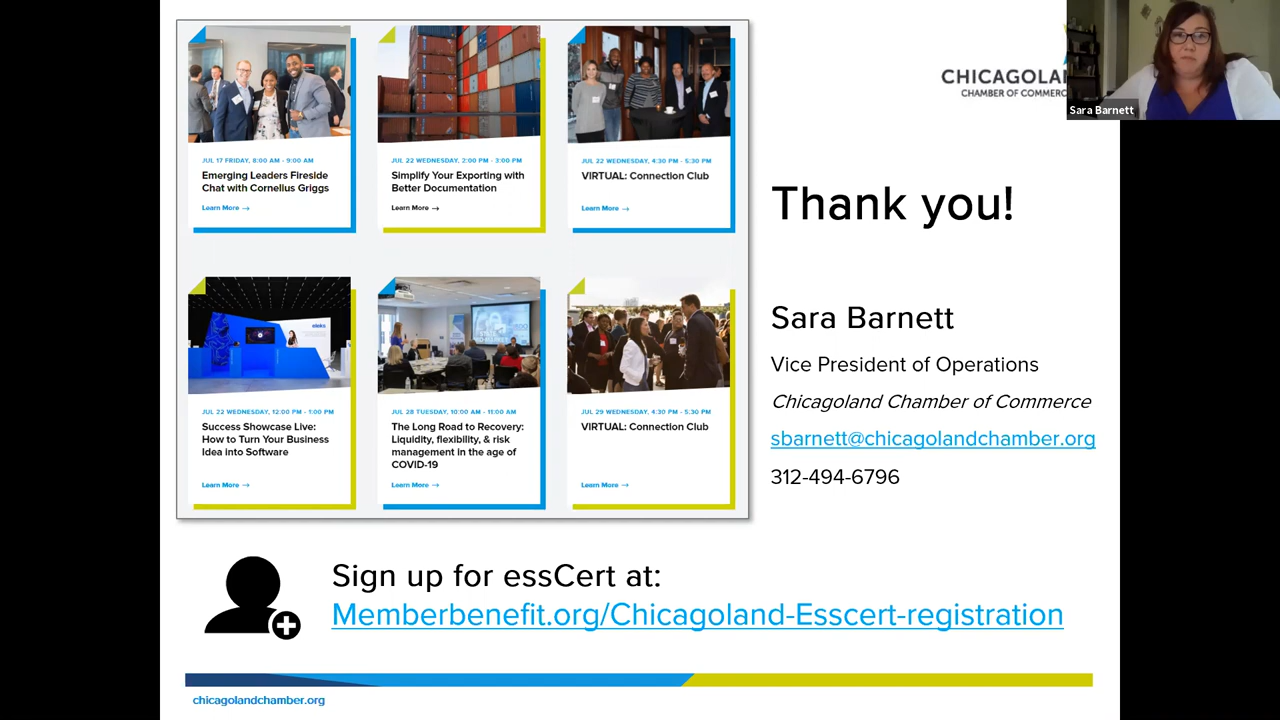 CHICAGOLAN
CHAMBER OF COMMERC
Sara Barnett
JUL 17 FRIDAY, 8:00 AM - 9:00 AM
Emerging Leaders Fireside
Chat with Cornelius Griggs
Learn More →
JUL 22 WEDNESDAY, 2:00 PM - 3:00 PM
Simplify Your Exporting with
Better Documentation
Learn More →
JUL 22 WEDNESDAY, 4:30 PM - 5:30 PM
VIRTUAL: Connection Club
Learn More →
eleks
JUL 22 WEDNESDAY, 12:00 PM - 1:00 PM
Success Showcase Live:
How to Turn Your Business
Idea into Software
Learn More →
JUL 28 TUESDAY, 10:00 AM - 11:00 AM
The Long Road to Recovery:
Liquidity, flexibility, & risk
management in the age of
COVID-19
Learn More →
JUL 29 WEDNESDAY, 4:30 PM - 5:30 PM
VIRTUAL: Connection Club
Learn More →
Thank you!
Sara Barnett
Vice President of Operations
Chicagoland Chamber of Commerce
sbarnett@chicagolandchamber.org
312-494-6796
Sign up for essCert at:
Memberbenefit.org/Chicagoland-Esscert-registration
chicagolandchamber.org